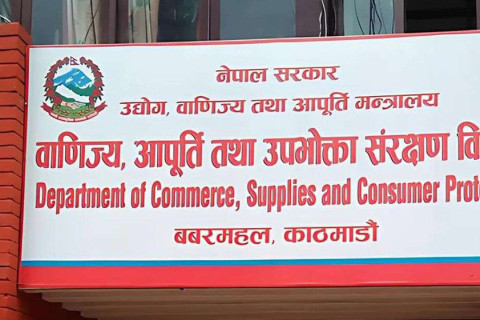 नेपाल सरकार
उद्योग, वाणिज्य तथा आपूर्ति मन्त्रालय
वाणिज्य, आपूर्ति तथा उपभोक्ता संरक्षण वि
Department of Commerce, Supplies and Consumer Prote
बबरमहल, काठमाडौं